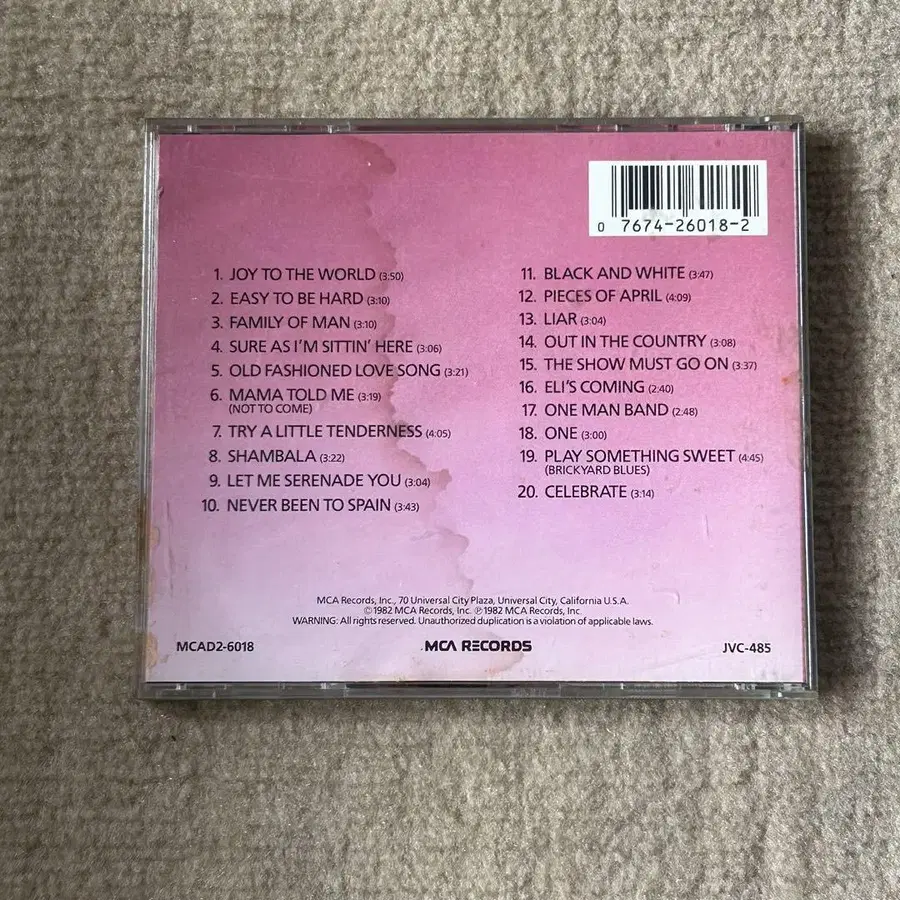 0 7674-26018-2
1. JOY TO THE WORLD (3:50)
2. EASY TO BE HARD (3:10)
3. FAMILY OF MAN (3:10)
4. SURE AS I'M SITTIN' HERE (3:06)
5. OLD FASHIONED LOVE SONG (3:21)
6. MAMA TOLD ME (3:19)
(NOT TO COME)
7. TRY A LITTLE TENDERNESS (4:05)
8. SHAMBALA (3:22)
9. LET ME SERENADE YOU (3:04)
10. NEVER BEEN TO SPAIN (3:43)
11. BLACK AND WHITE (3:47)
12. PIECES OF APRIL (4:09)
13. LIAR (3:04)
14. OUT IN THE COUNTRY (3:08)
15. THE SHOW MUST GO ON (3:37)
16. ELI'S COMING (2:40)
17. ONE MAN BAND (2:48)
18. ONE (3:00)
19. PLAY SOMETHING SWEET (4:45)
(BRICKYARD BLUES)
20. CELEBRATE (3:14)
MCA Records, Inc., 70 Universal City Plaza, Universal City, California U.S.A.
©1982 MCA Records, Inc. ℗1982 MCA Records, Inc.
WARNING: All rights reserved. Unauthorized duplication is a violation of applicable laws.
MCAD2-6018
MCA RECORDS
JVC-485